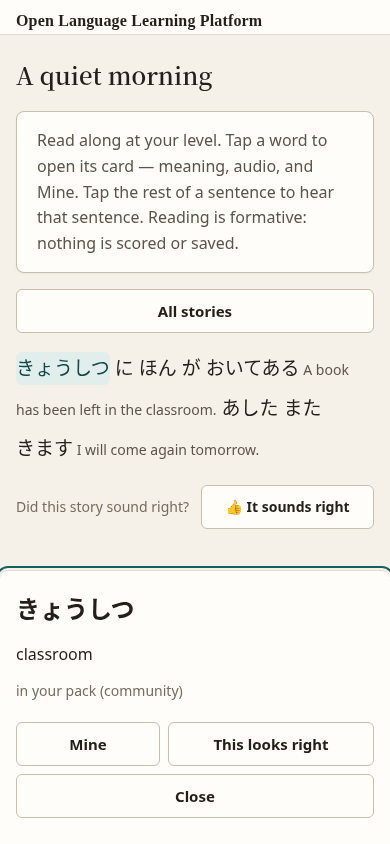 Open Language Learning Platform
A quiet morning
Read along at your level. Tap a word to
open its card — meaning, audio, and
Mine. Tap the rest of a sentence to hear
that sentence. Reading is formative:
nothing is scored or saved.
All stories
きょうしつ に ほん が おいてある A book
has been left in the classroom. あした また
きます I will come again tomorrow.
Did this story sound right? 👍 It sounds right
きょうしつ
classroom
in your pack (community)
Mine This looks right
Close